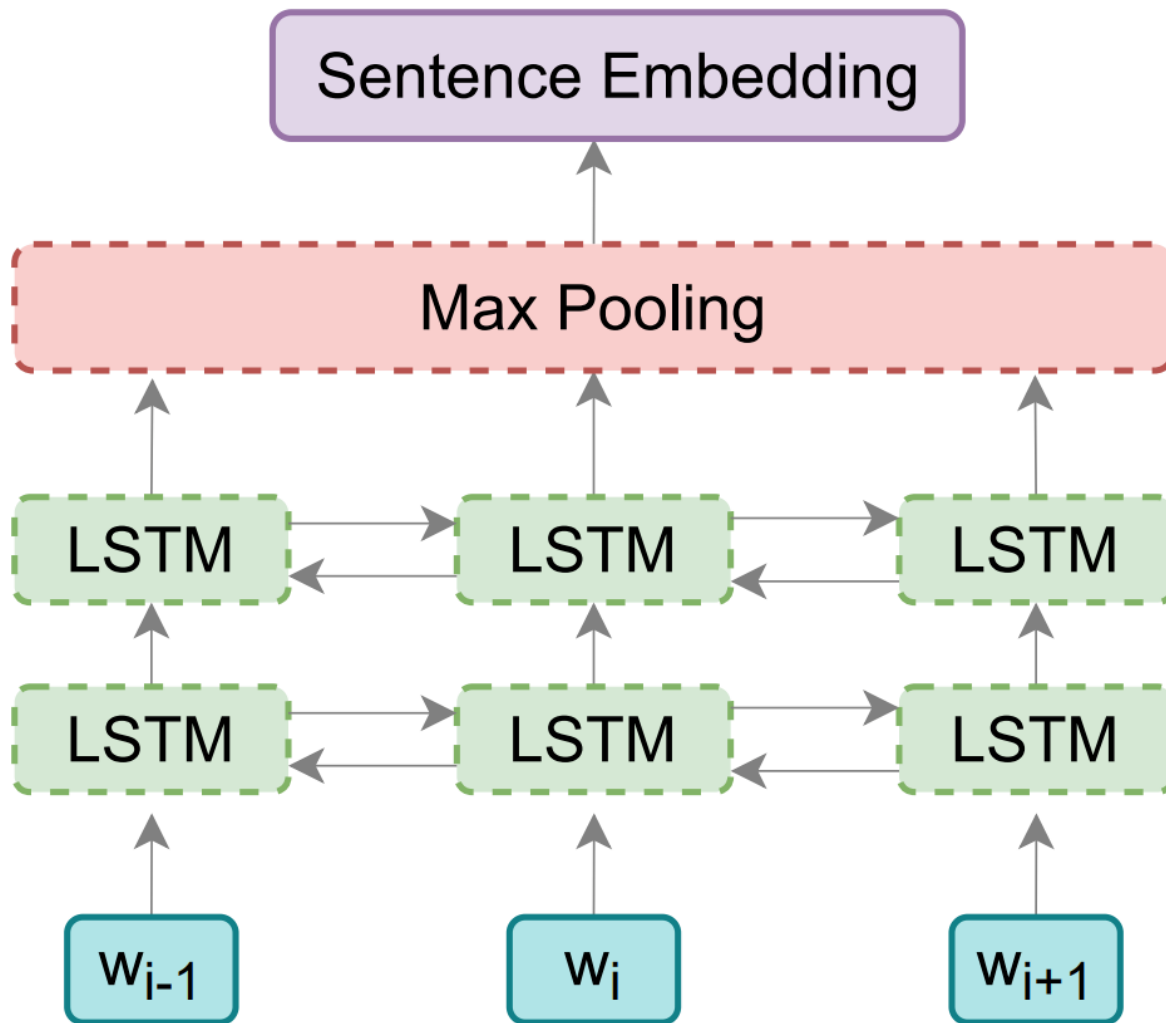 Sentence Embedding
Max Pooling
LSTM LSTM LSTM
LSTM LSTM LSTM
wi-1 wi wi+1